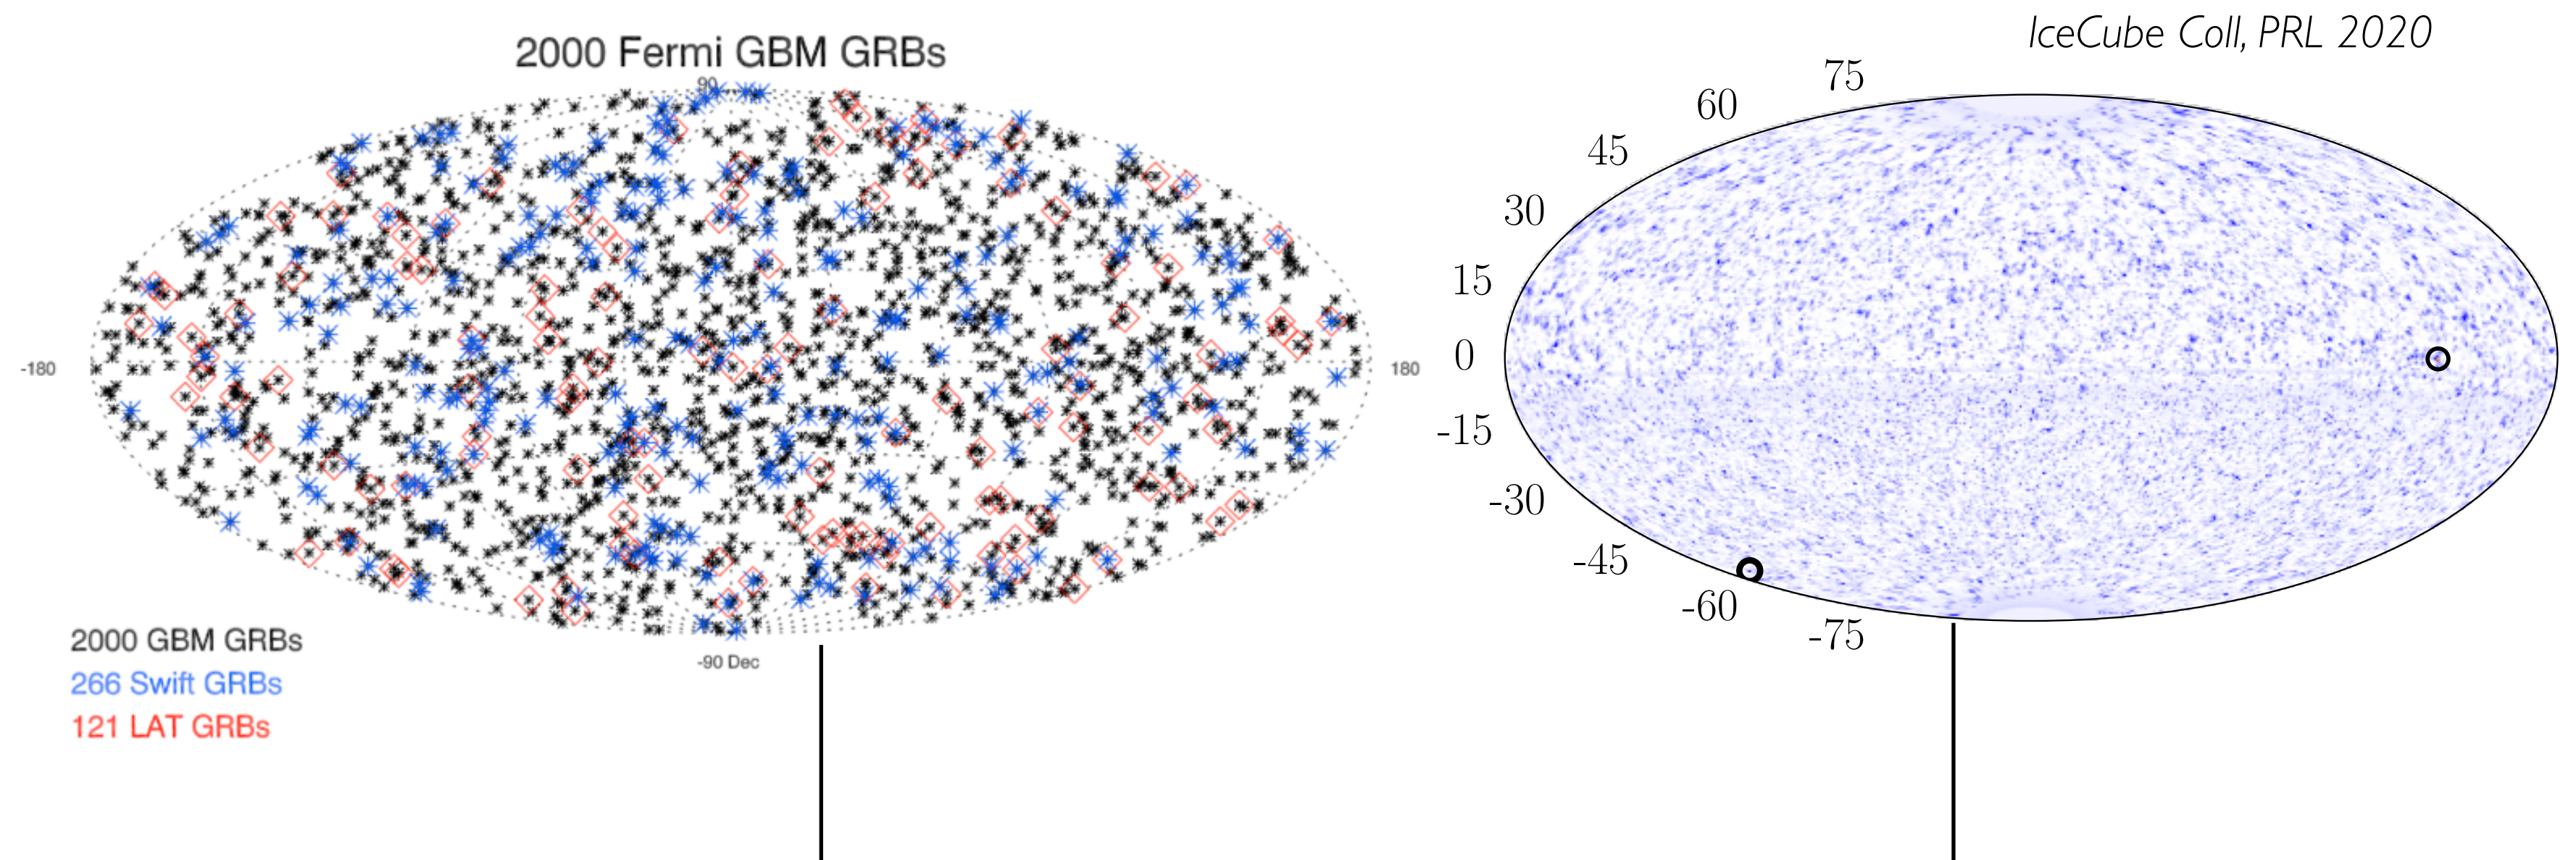 2000 Fermi GBM GRBs
90
-180
180
-90 Dec
2000 GBM GRBs
266 Swift GRBs
121 LAT GRBs
IceCube Coll, PRL 2020
75
60
45
30
15
0
-15
-30
-45
-60
-75